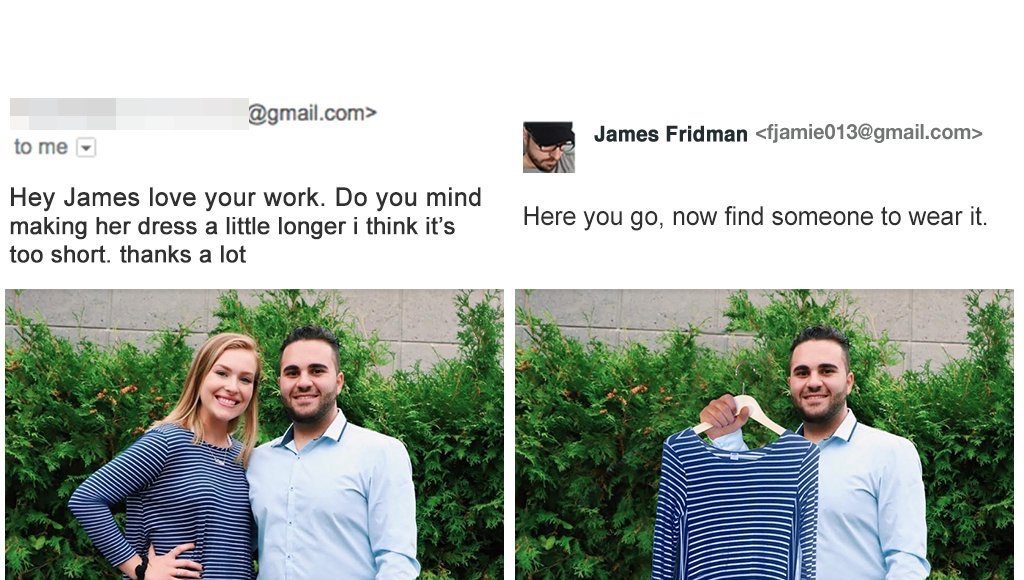 @gmail.com>
to me
Hey James love your work. Do you mind
making her dress a little longer i think it's
too short. thanks a lot
James Fridman <fjamie013@gmail.com>
Here you go, now find someone to wear it.